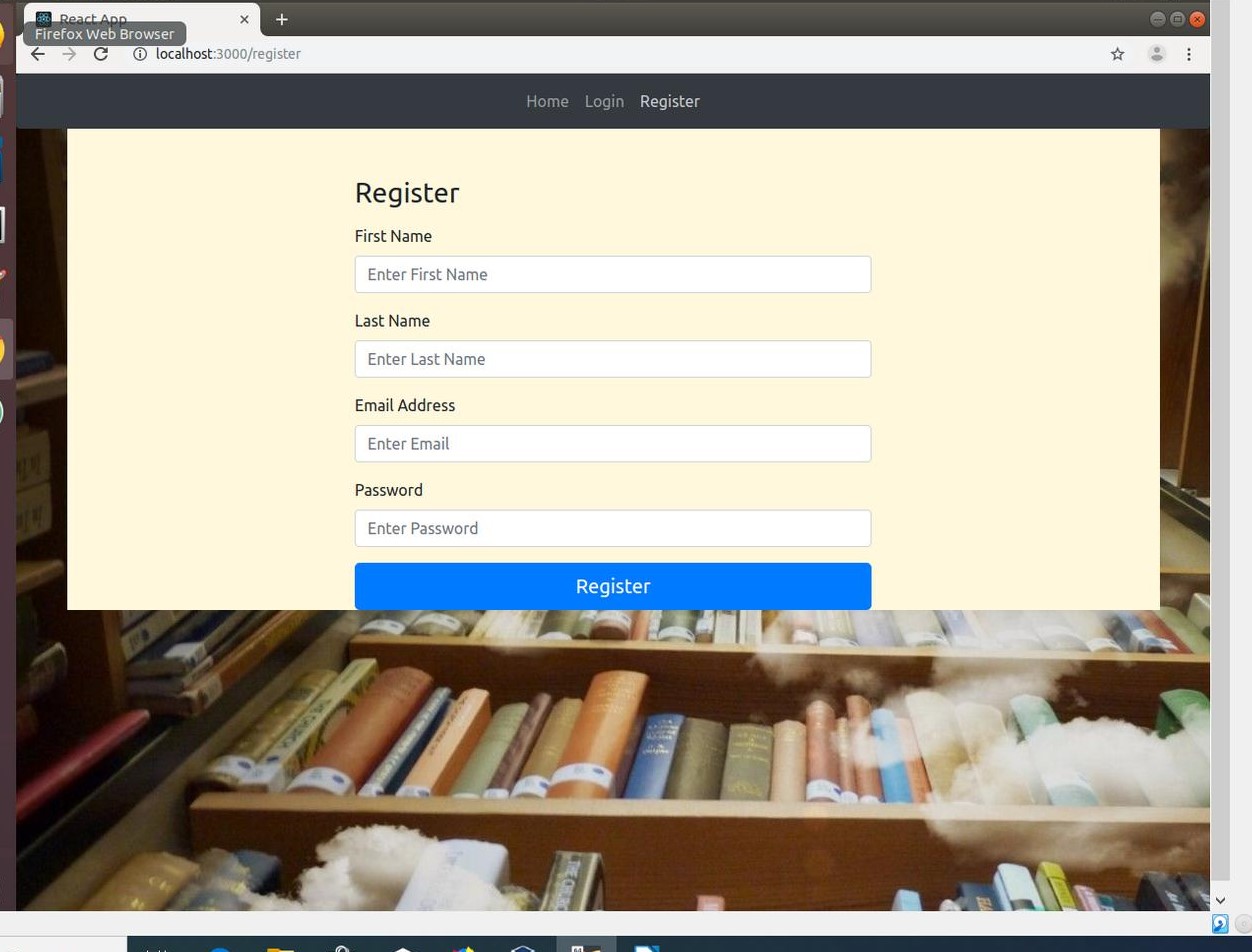 React App
Firefox Web Browser
localhost:3000/register
Home Login Register
Register
First Name
Enter First Name
Last Name
Enter Last Name
Email Address
Enter Email
Password
Enter Password
Register